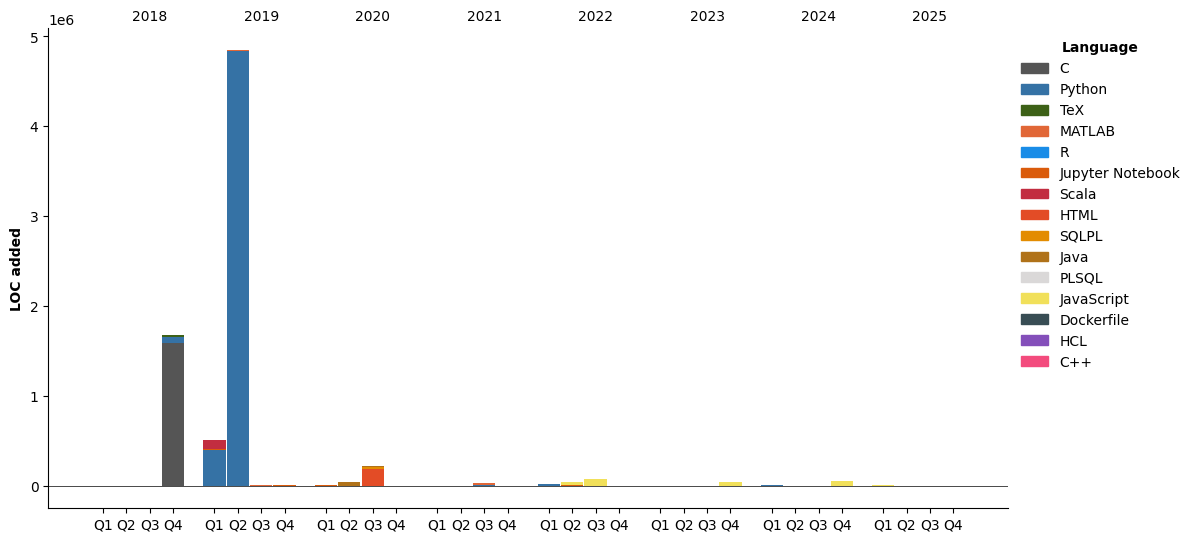 1e6
2018 2019 2020 2021 2022 2023 2024 2025
5
4
3
2
1
0
LOC added
Q1 Q2 Q3 Q4 Q1 Q2 Q3 Q4 Q1 Q2 Q3 Q4 Q1 Q2 Q3 Q4 Q1 Q2 Q3 Q4 Q1 Q2 Q3 Q4 Q1 Q2 Q3 Q4 Q1 Q2 Q3 Q4
Language
C
Python
TeX
MATLAB
R
Jupyter Notebook
Scala
HTML
SQLPL
Java
PLSQL
JavaScript
Dockerfile
HCL
C++